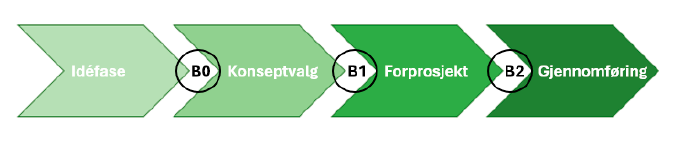 Idéfase
B0
Konseptvalg
B1
Forprosjekt
B2
Gjennomføring